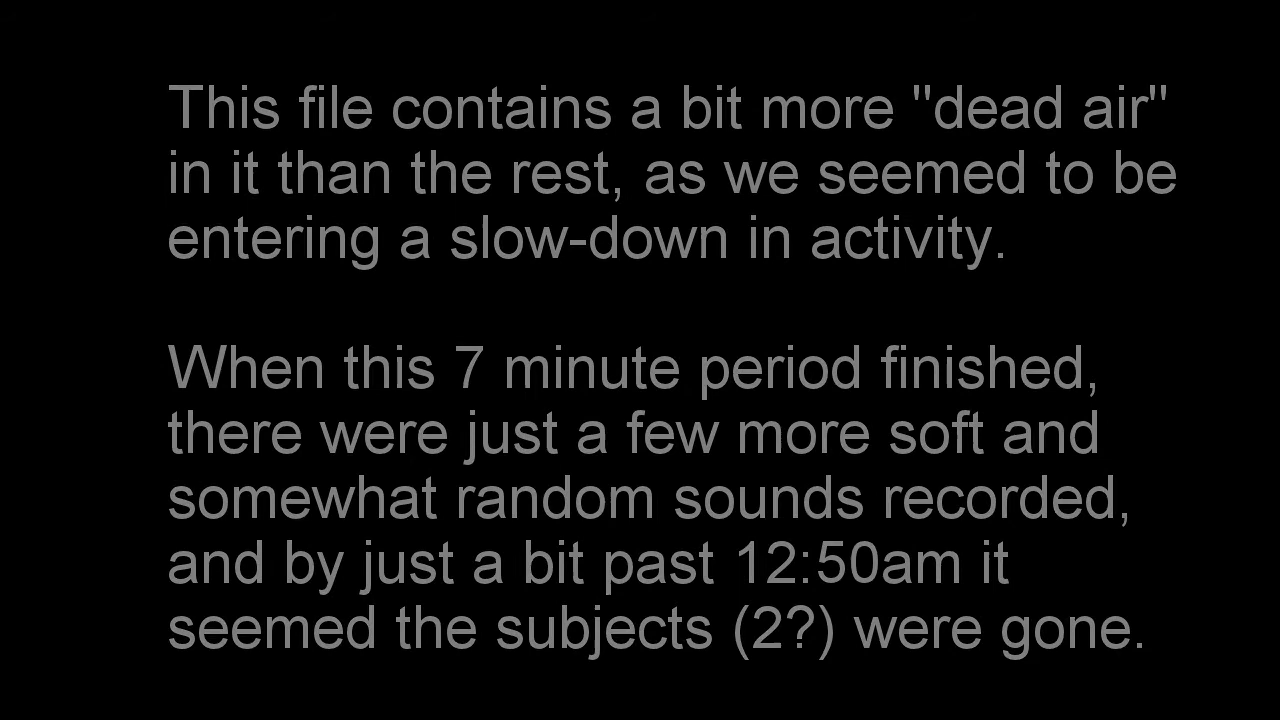 This file contains a bit more "dead air"
in it than the rest, as we seemed to be
entering a slow-down in activity.
When this 7 minute period finished,
there were just a few more soft and
somewhat random sounds recorded,
and by just a bit past 12:50am it
seemed the subjects (2?) were gone.